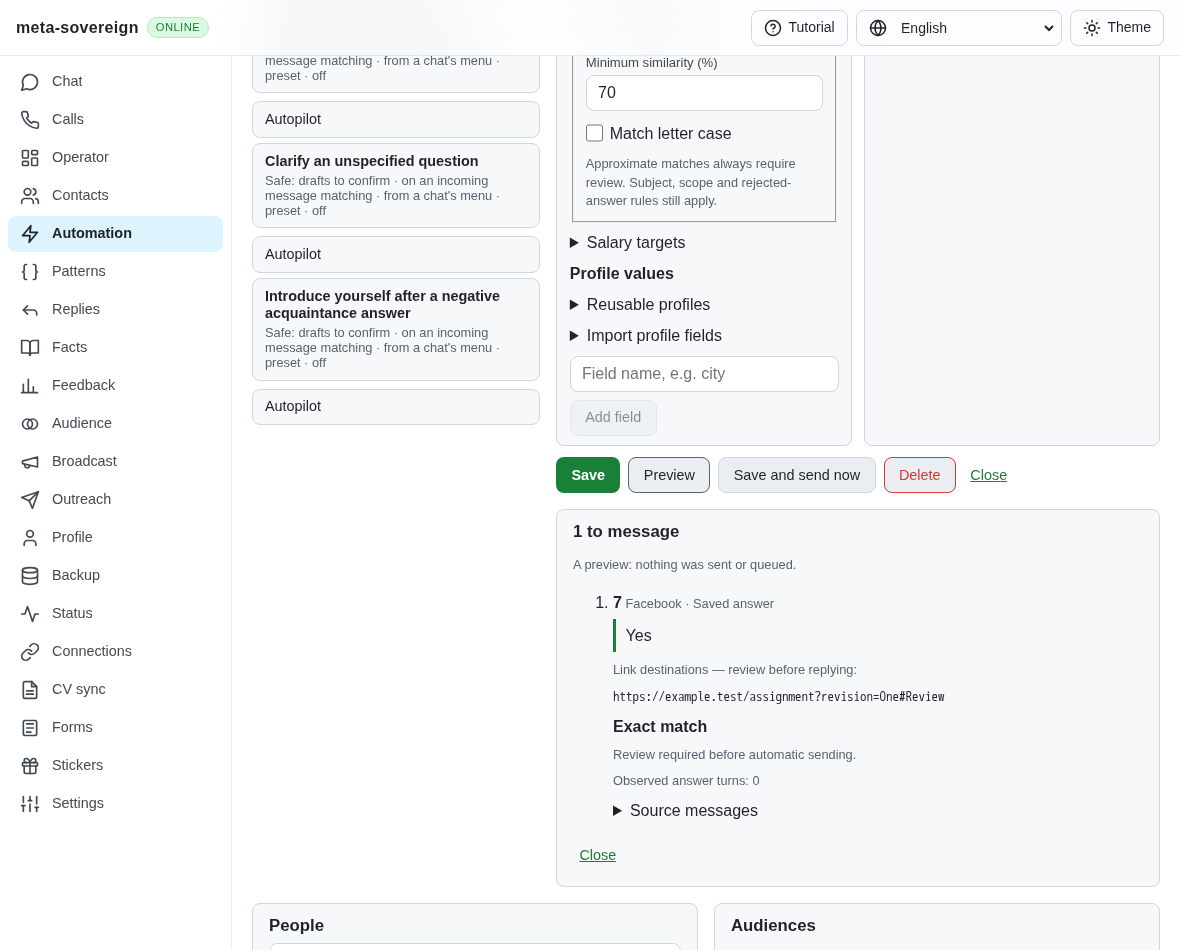 meta-sovereign ONLINE
Tutorial
English
Theme
Chat
Calls
Operator
Contacts
Automation
Patterns
Replies
Facts
Feedback
Audience
Broadcast
Outreach
Profile
Backup
Status
Connections
CV sync
Forms
Stickers
Settings
message matching · from a chat's menu ·
preset · off
Autopilot
Clarify an unspecified question
Safe: drafts to confirm · on an incoming
message matching · from a chat's menu ·
preset · off
Autopilot
Introduce yourself after a negative
acquaintance answer
Safe: drafts to confirm · on an incoming
message matching · from a chat's menu ·
preset · off
Autopilot
Minimum similarity (%)
70
Match letter case
Approximate matches always require
review. Subject, scope and rejected-
answer rules still apply.
Salary targets
Profile values
Reusable profiles
Import profile fields
Field name, e.g. city
Add field
Save
Preview
Save and send now
Delete
Close
1 to message
A preview: nothing was sent or queued.
1. 7 Facebook · Saved answer
Yes
Link destinations — review before replying:
https://example.test/assignment?revision=One#Review
Exact match
Review required before automatic sending.
Observed answer turns: 0
Source messages
Close
People
Audiences